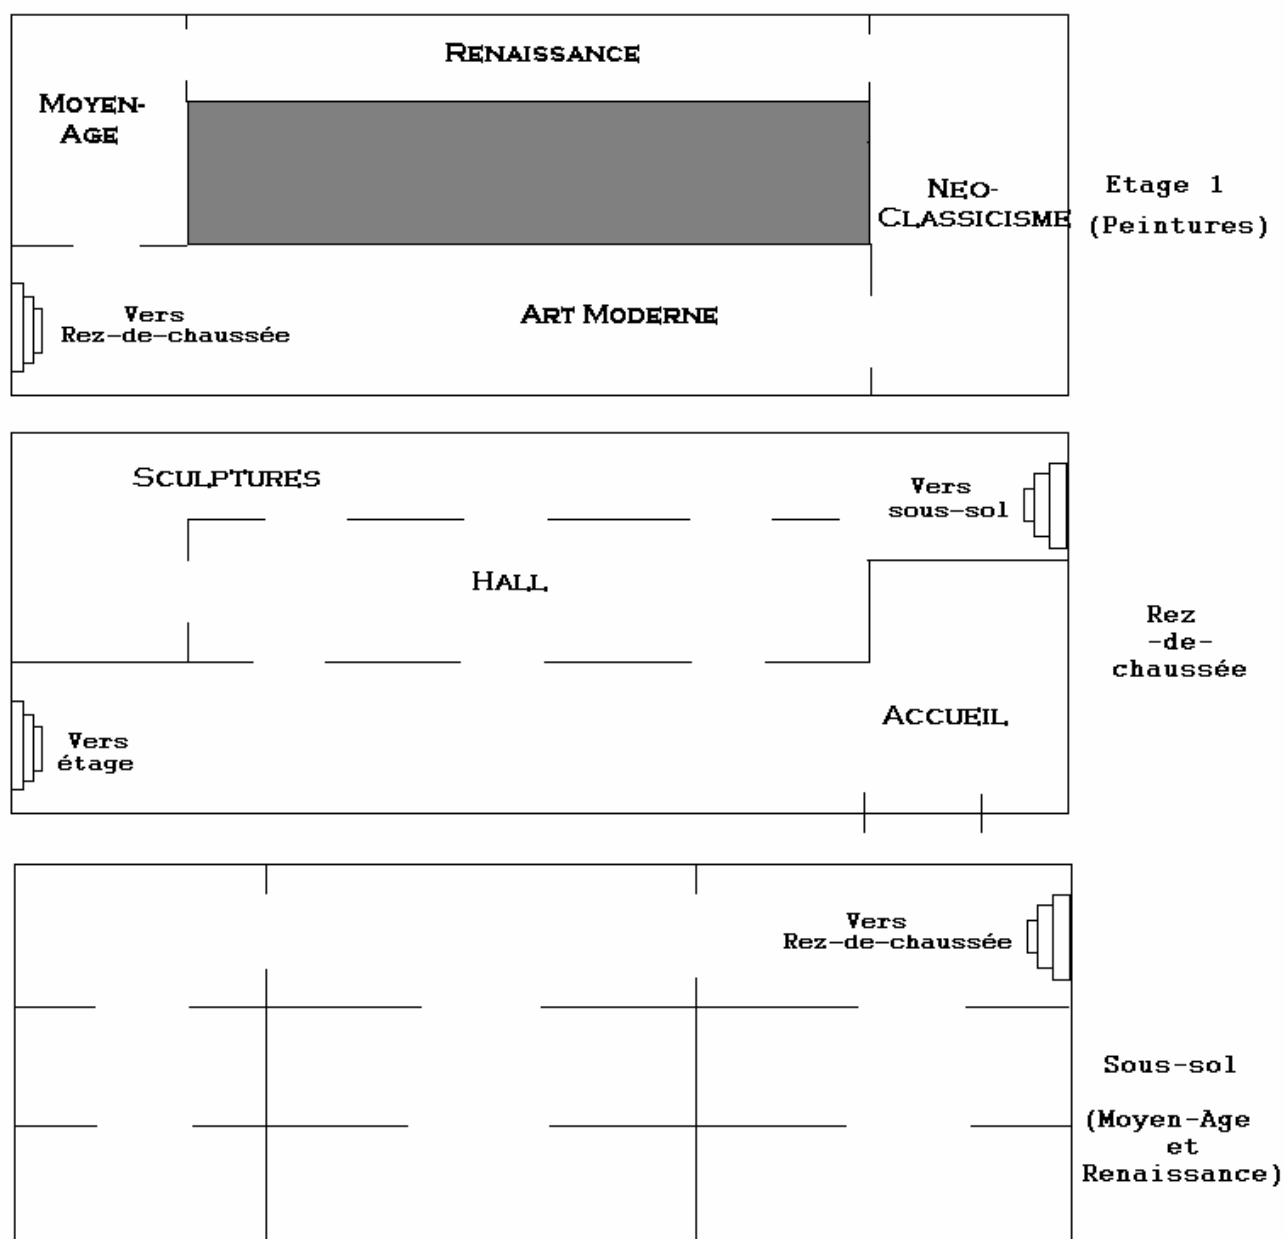 RENAISSANCE
MOYEN-
AGE
NEO-
CLASSICISME
Etage 1
(Peintures)
Vers
Rez-de-chaussée
ART MODERNE
SCULPTURES
Vers
sous-sol
HALL
Rez
-de-
chaussée
ACCUEIL
Vers
étage
Vers
Rez-de-chaussée
Sous-sol
(Moyen-Age
et
Renaissance)